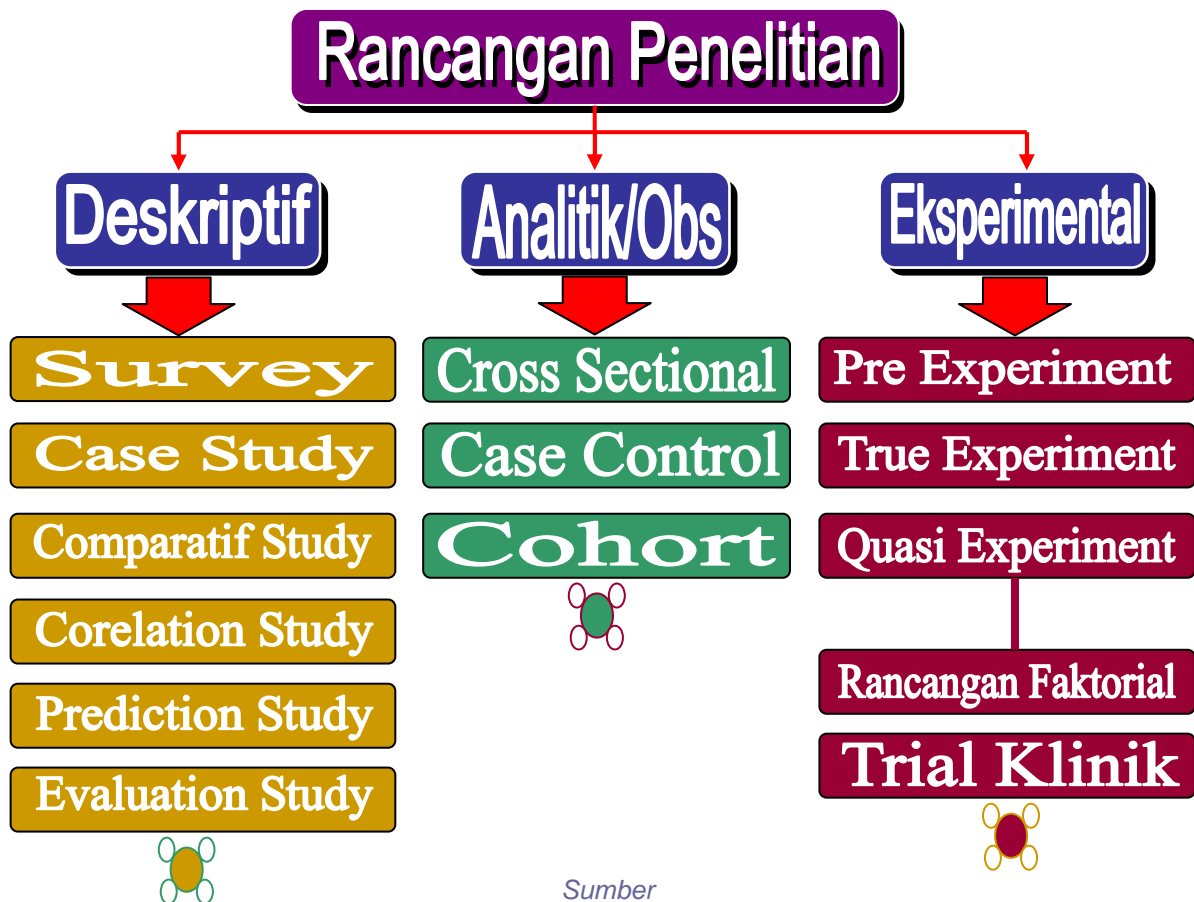 Rancangan Penelitian
Deskriptif
Analitik/Obs
Eksperimental
Survey
Case Study
Comparatif Study
Corelation Study
Prediction Study
Evaluation Study
Cross Sectional
Case Control
Cohort
Pre Experiment
True Experiment
Quasi Experiment
Rancangan Faktorial
Trial Klinik
Sumber